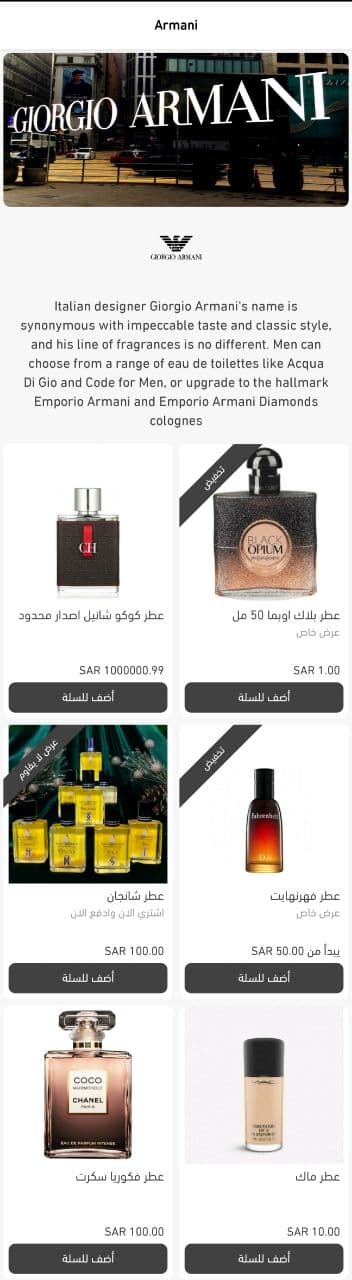 Armani
GIORGIO ARMANI
GIORGIO ARMANI
Italian designer Giorgio Armani's name is
synonymous with impeccable taste and classic style,
and his line of fragrances is no different. Men can
choose from a range of eau de toilettes like Acqua
Di Gio and Code for Men, or upgrade to the hallmark
Emporio Armani and Emporio Armani Diamonds
colognes
تخفيض
BLACK
OPIUM
عطر بلاك اوبما 50 مل
عرض خاص
SAR 1.00
أضف للسلة
CH
عطر كوكو شانيل اصدار محدود
SAR 1000000.99
أضف للسلة
تخفيض
fahrenheit
عطر فهرنهايت
عرض خاص
يبدأ من SAR 50.00
أضف للسلة
عرض لا يقاوم
عطر شانجان
اشتري الان وادفع الان
SAR 100.00
أضف للسلة
MAC
عطر ماك
SAR 10.00
أضف للسلة
COCO
MADEMOISELLE
CHANEL
PARIS
EAU DE PARFUM INTENSE
عطر فكوريا سكرت
SAR 100.00
أضف للسلة